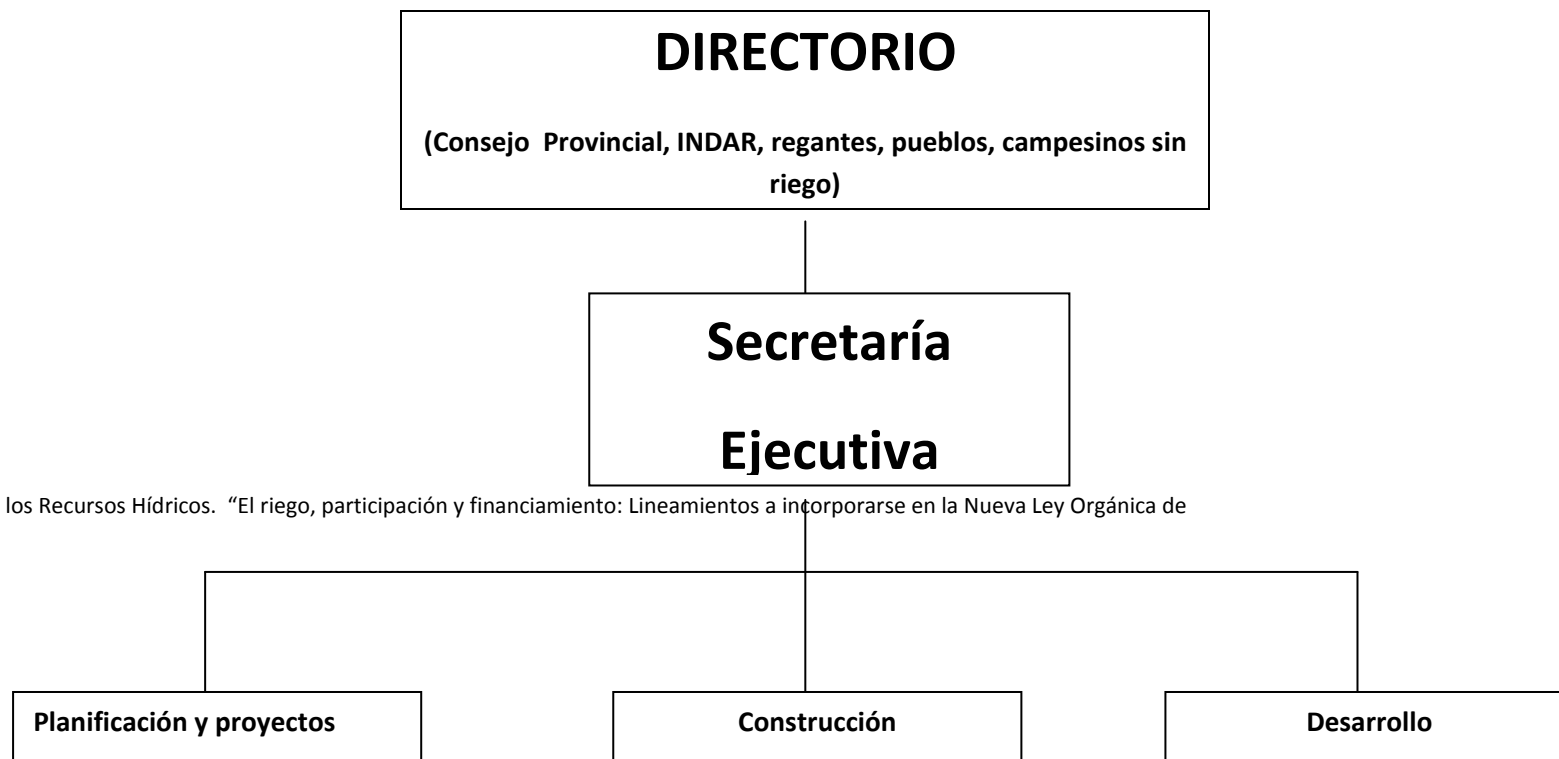 DIRECTORIO
(Consejo Provincial, INDAR, regantes, pueblos, campesinos sin
riego)
Secretaría
Ejecutiva
los Recursos Hídricos. “El riego, participación y financiamiento: Lineamientos a incorporarse en la Nueva Ley Orgánica de
Planificación y proyectos
Construcción
Desarrollo